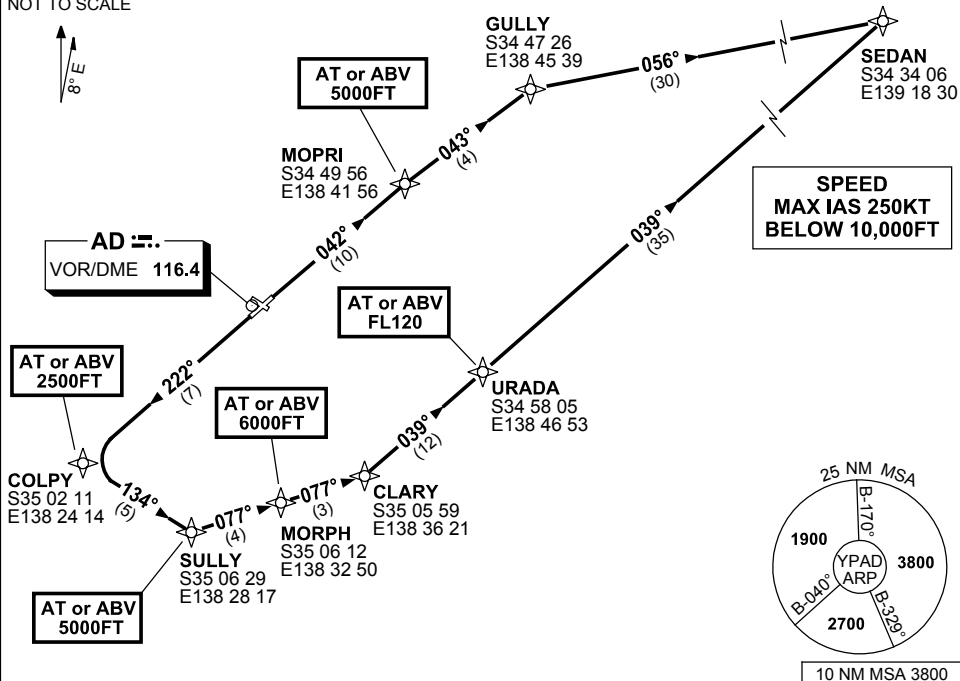 NOT TO SCALE
8° E
GULLY
S34 47 26
E138 45 39
056°
(30)
SEDAN
S34 34 06
E139 18 30
AT or ABV
5000FT
MOPRI
S34 49 56
E138 41 56
043°
(4)
SPEED
MAX IAS 250KT
BELOW 10,000FT
AD
VOR/DME 116.4
042°
(10)
039°
(35)
AT or ABV
FL120
AT or ABV
2500FT
222°
(7)
AT or ABV
6000FT
URADA
S34 58 05
E138 46 53
039°
(12)
COLPY
S35 02 11
E138 24 14
134°
(5)
077°
(4)
077°
(3)
CLARY
S35 05 59
E138 36 21
MORPH
S35 06 12
E138 32 50
SULLY
S35 06 29
E138 28 17
AT or ABV
5000FT
25 NM MSA
B-170°
1900
3800
YPAD
ARP
B-040°
B-329°
2700
10 NM MSA 3800